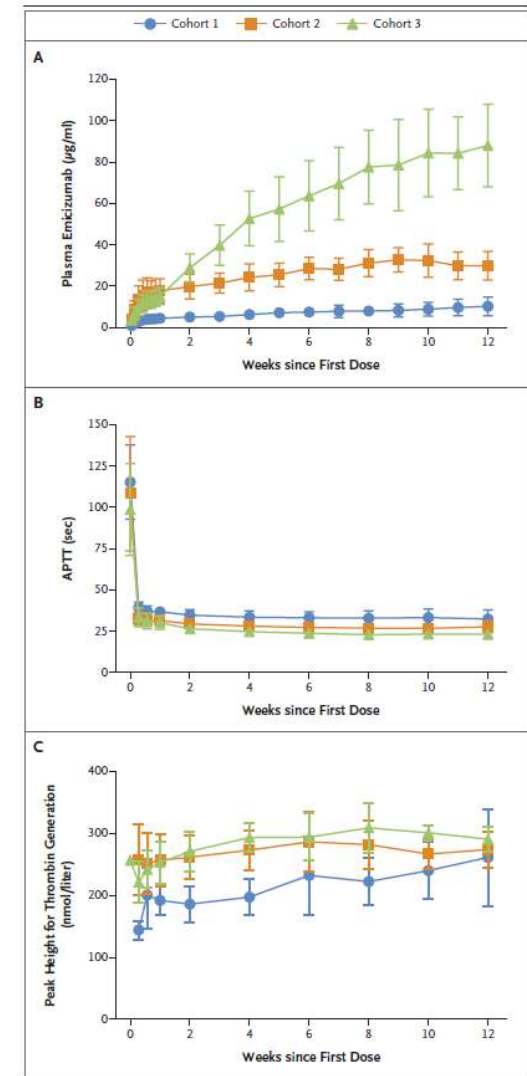 Cohort 1 Cohort 2 Cohort 3
A
120
100
80
60
40
20
0
Plasma Emicizumab (µg/ml)
0 2 4 6 8 10 12
Weeks since First Dose
B
150
125
100
75
50
25
0
APTT (sec)
0 2 4 6 8 10 12
Weeks since First Dose
C
400
300
200
100
0
Peak Height for Thrombin Generation
(nmol/liter)
0 2 4 6 8 10 12
Weeks since First Dose